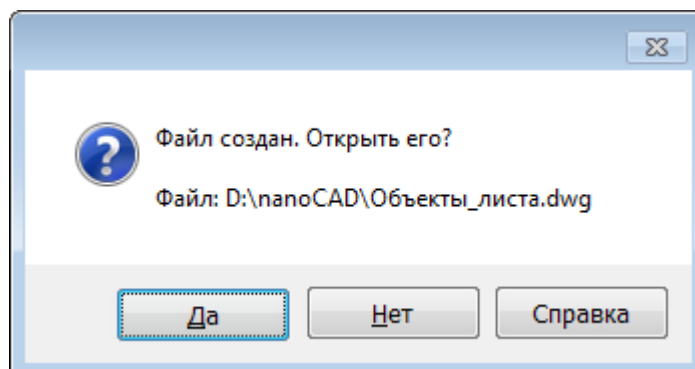 Файл создан. Открыть его?
Файл: D:\nanoCAD\Объекты_листа.dwg
Да Нет Справка